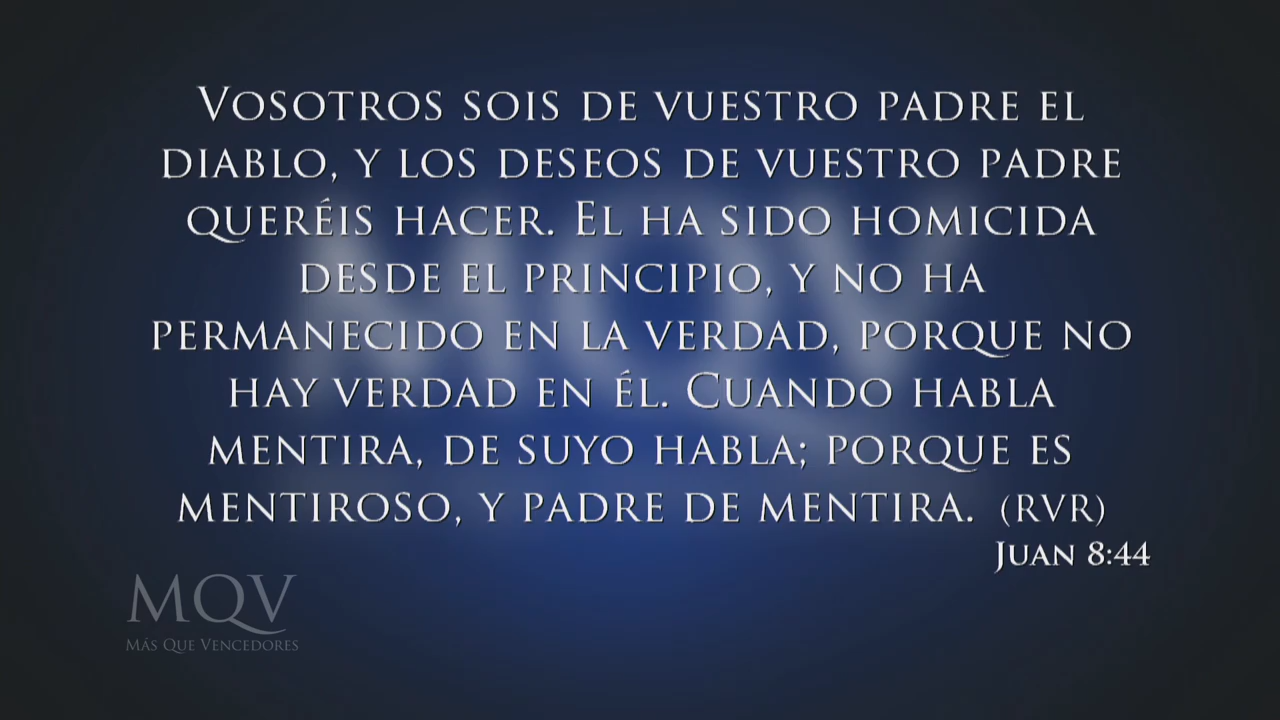 Vosotros sois de vuestro padre el
diablo, y los deseos de vuestro padre
queréis hacer. El ha sido homicida
desde el principio, y no ha
permanecido en la verdad, porque no
hay verdad en él. Cuando habla
mentira, de suyo habla; porque es
mentiroso, y padre de mentira. (RVR)
Juan 8:44
MQV
Más Que Vencedores